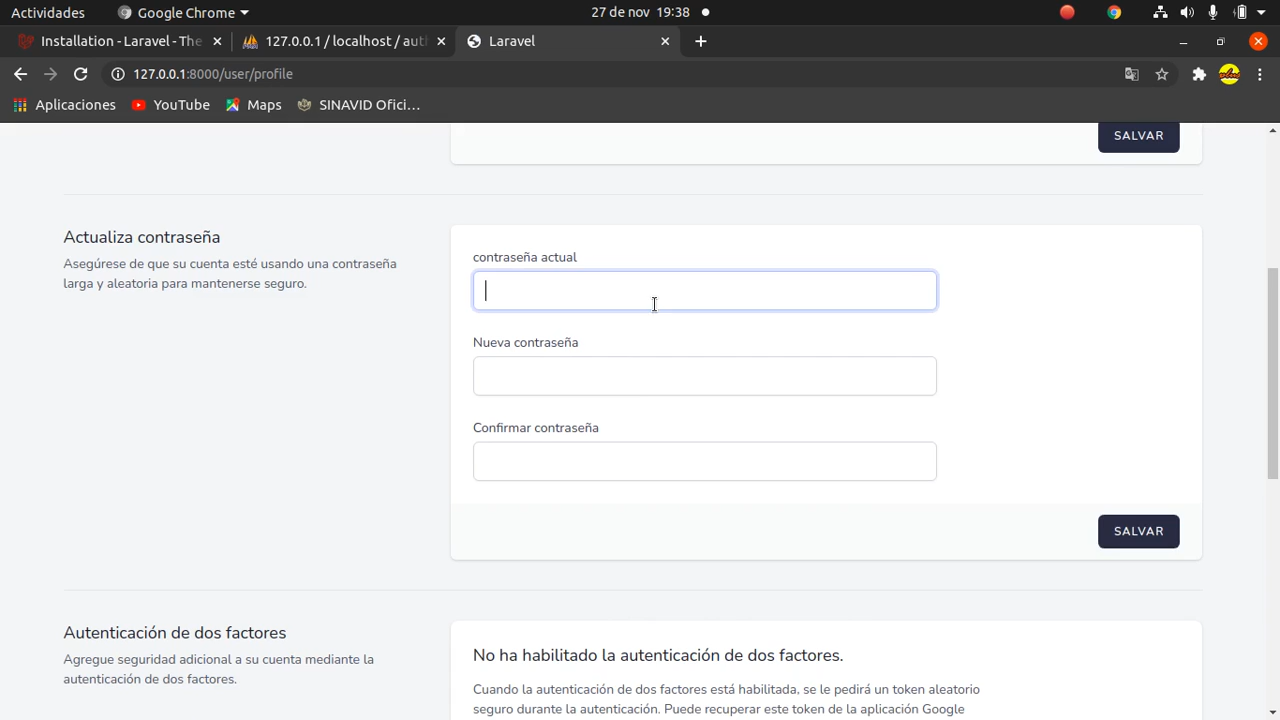 Actividades
Google Chrome
27 de nov 19:38
Installation - Laravel - The
127.0.0.1 / localhost / aut
Laravel
127.0.0.1:8000/user/profile
Aplicaciones
YouTube
Maps
SINAVID Ofici…
SALVAR
Actualiza contraseña
Asegúrese de que su cuenta esté usando una contraseña
larga y aleatoria para mantenerse seguro.
contraseña actual
Nueva contraseña
Confirmar contraseña
SALVAR
Autenticación de dos factores
Agregue seguridad adicional a su cuenta mediante la
autenticación de dos factores.
No ha habilitado la autenticación de dos factores.
Cuando la autenticación de dos factores está habilitada, se le pedirá un token aleatorio
seguro durante la autenticación. Puede recuperar este token de la aplicación Google